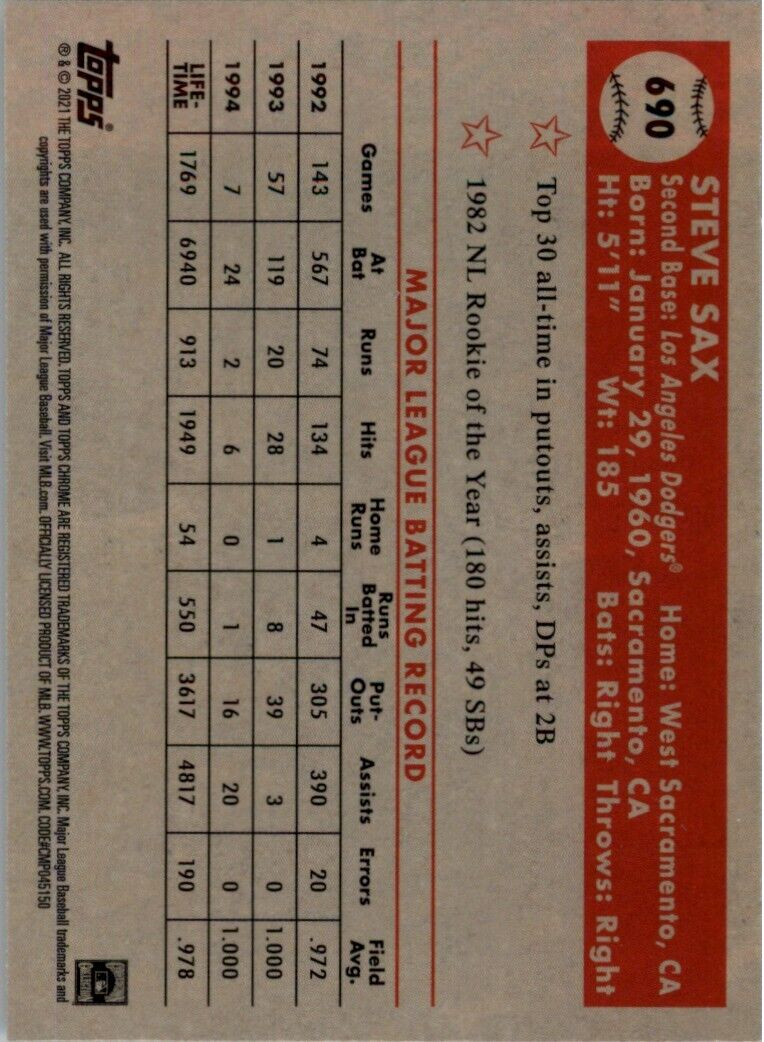 690
STEVE SAX
Second Base: Los Angeles Dodgers® Home: West Sacramento, CA
Born: January 29, 1960, Sacramento, CA
Ht: 5'11" Wt: 185 Bats: Right Throws: Right
Top 30 all-time in putouts, assists, DPs at 2B
1982 NL Rookie of the Year (180 hits, 49 SBs)
MAJOR LEAGUE BATTING RECORD
Games At Bat Runs Hits Home Runs Runs Batted In Put-Outs Assists Errors Field Avg.
1992 143 567 74 134 4 47 305 390 20 .972
1993 57 119 20 28 1 8 39 3 0 1.000
1994 7 24 2 6 0 1 16 20 0 1.000
LIFE-TIME 1769 6940 913 1949 54 550 3617 4817 190 .978
topps®
® & © 2021 THE TOPPS COMPANY, INC. ALL RIGHTS RESERVED. TOPPS AND TOPPS CHROME ARE REGISTERED TRADEMARKS OF THE TOPPS COMPANY, INC. Major League Baseball trademarks and
copyrights are used with permission of Major League Baseball. Visit MLB.com. OFFICIALLY LICENSED PRODUCT OF MLB. WWW.TOPPS.COM. CODE#CMP045150